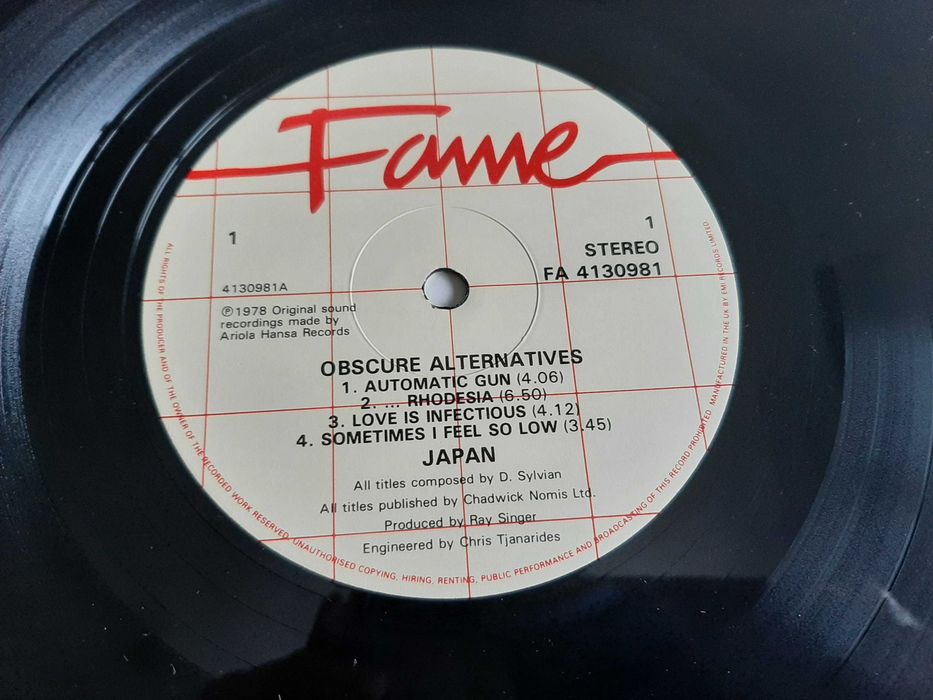 Fame
1
1
STEREO
FA 4130981
4130981A
℗ 1978 Original sound
recordings made by
Ariola Hansa Records
OBSCURE ALTERNATIVES
1. AUTOMATIC GUN (4.06)
2. ... RHODESIA (6.50)
3. LOVE IS INFECTIOUS (4.12)
4. SOMETIMES I FEEL SO LOW (3.45)
JAPAN
All titles composed by D. Sylvian
All titles published by Chadwick Nomis Ltd.
Produced by Ray Singer
Engineered by Chris Tjanarides
ALL RIGHTS OF THE PRODUCER AND OF THE OWNER OF THE RECORDED WORK RESERVED. UNAUTHORISED COPYING, HIRING, RENTING, PUBLIC PERFORMANCE AND BROADCASTING OF THIS RECORD PROHIBITED. MANUFACTURED IN THE UK BY EMI RECORDS LIMITED